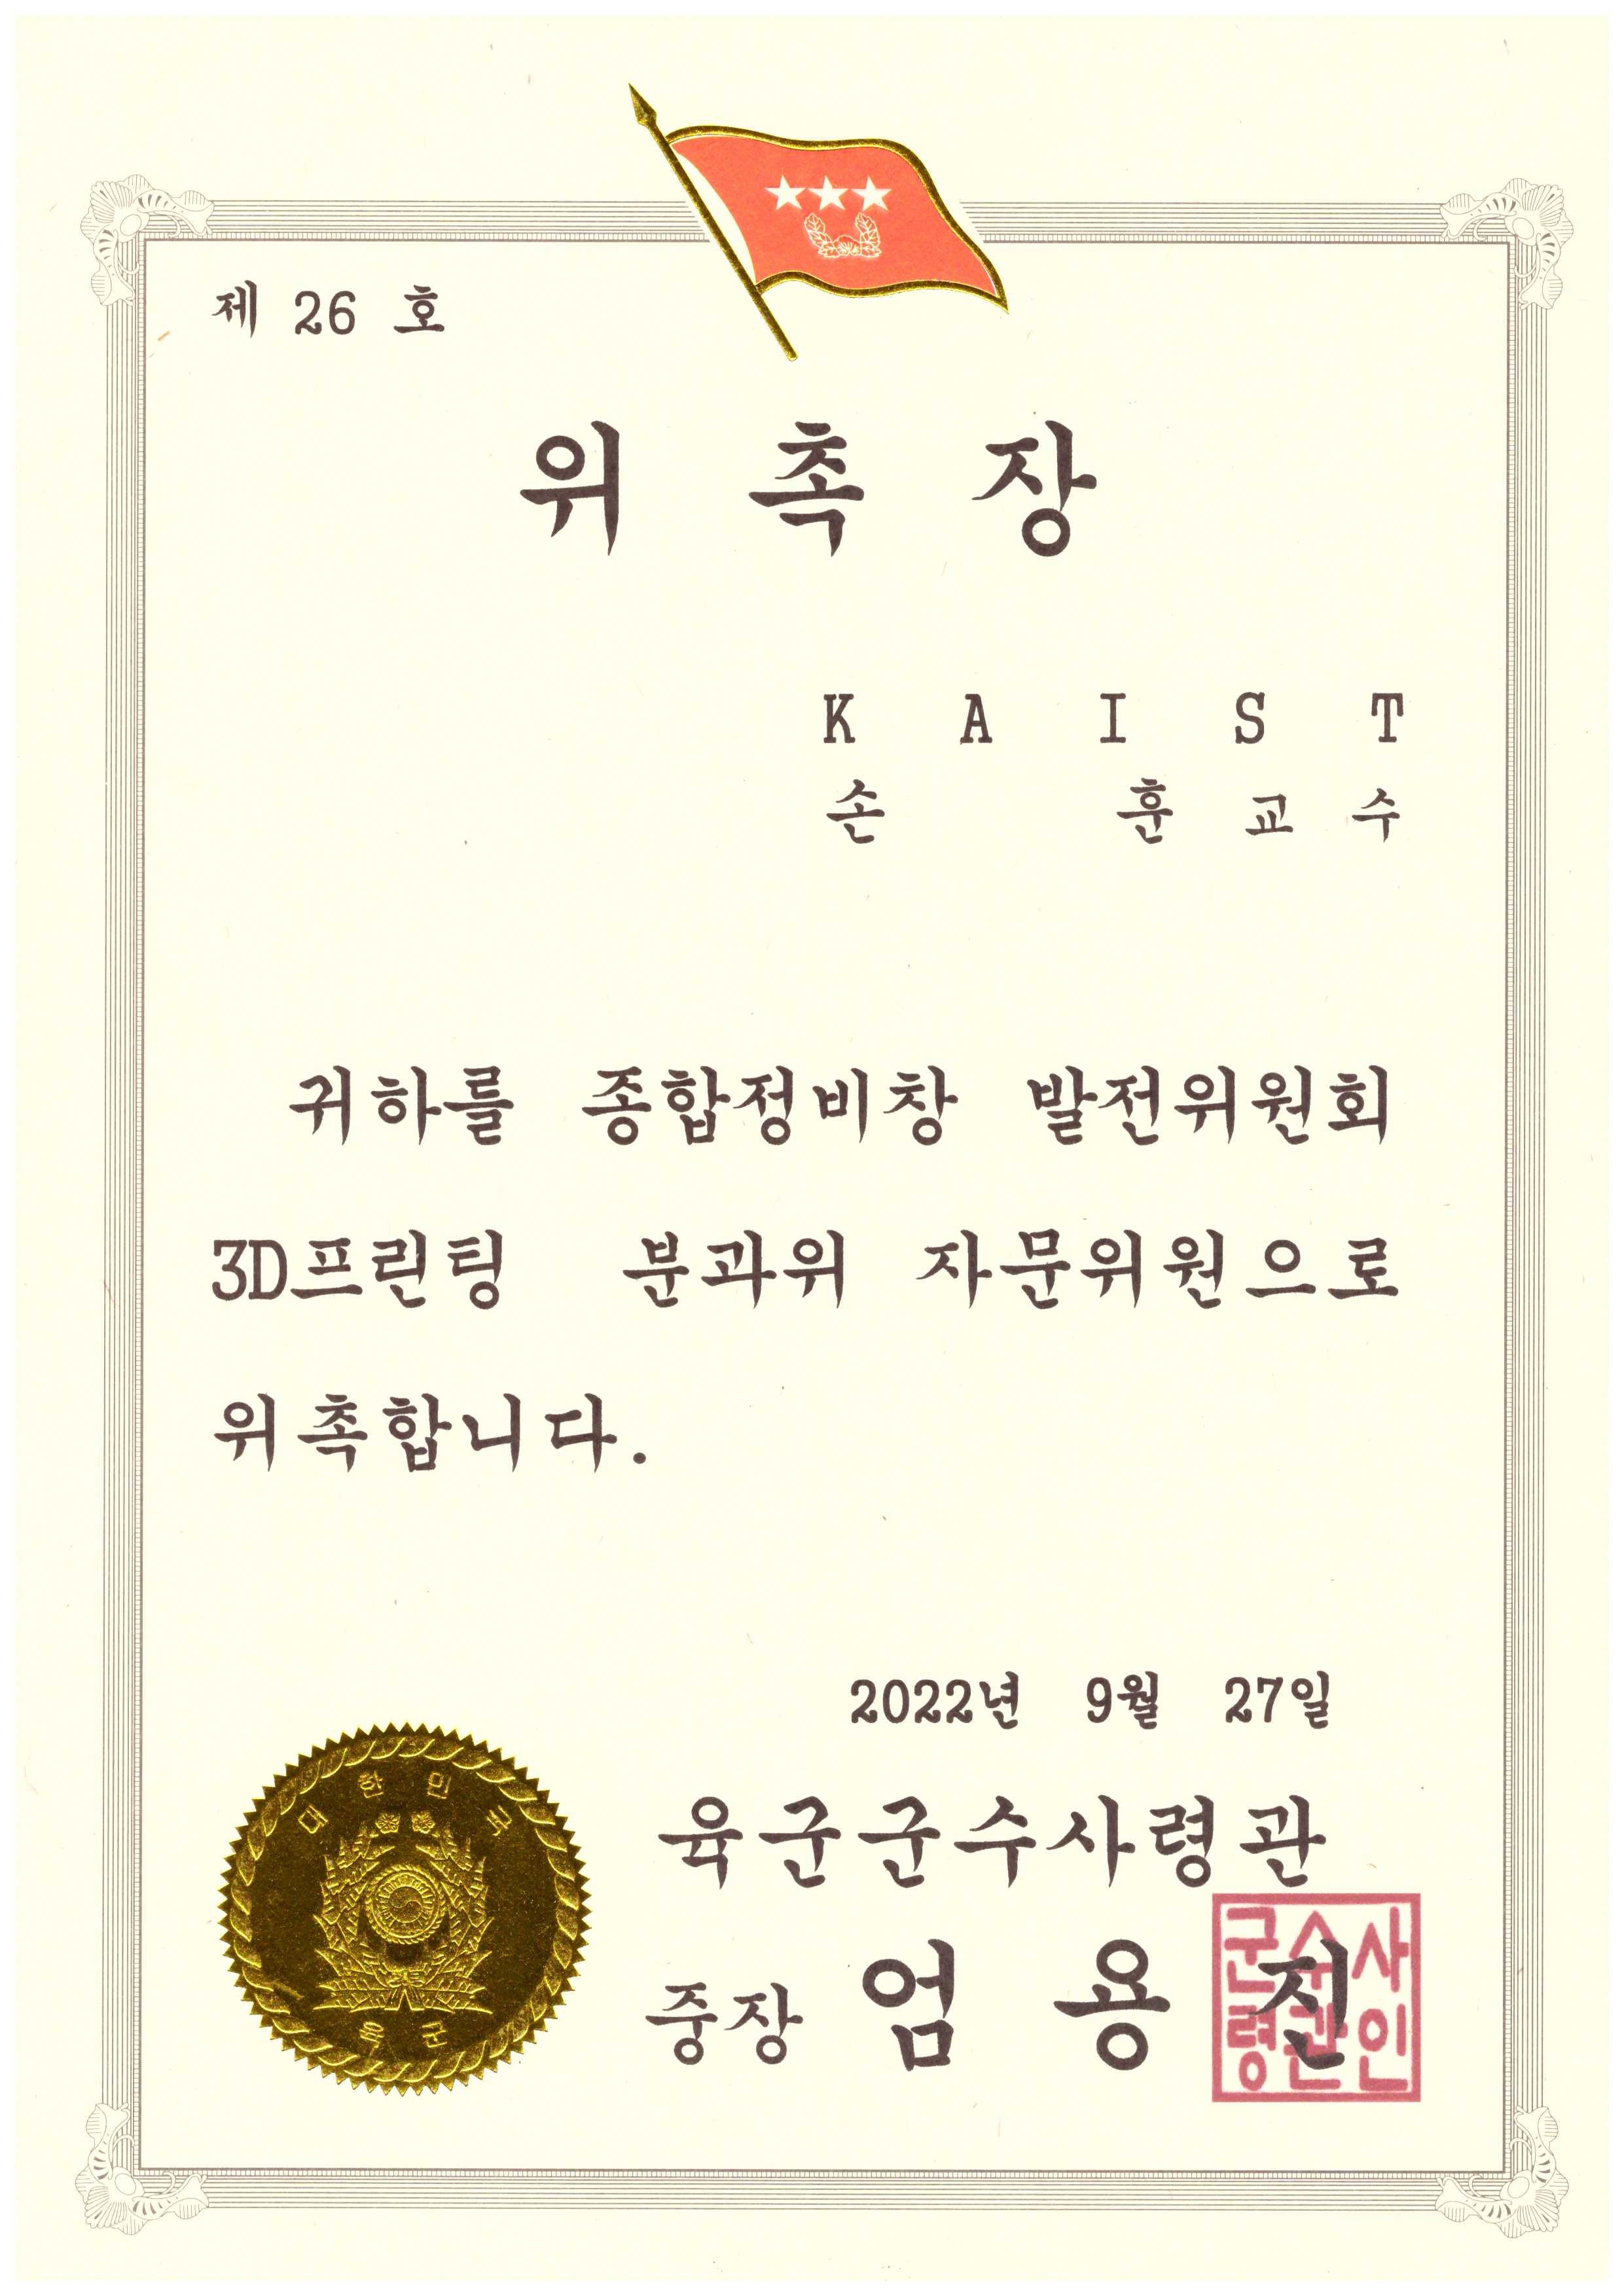 제 26 호
위 촉 장
K A I S T
손 훈 교 수
귀하를 종합정비창 발전위원회
3D프린팅 분과위 자문위원으로
위촉합니다.
2022년 9월 27일
육군군수사령관
중장 엄 용 진
군수사
령관인
대 한 민 국
육 군